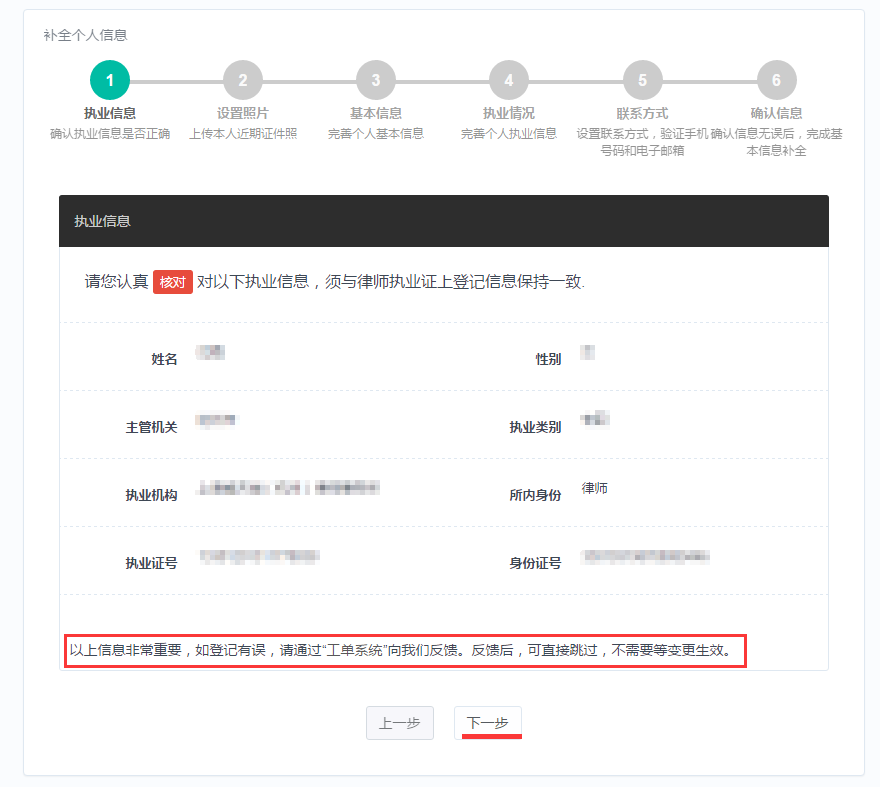 补全个人信息
1 2 3 4 5 6
执业信息 设置照片 基本信息 执业情况 联系方式 确认信息
确认执业信息是否正确 上传本人近期证件照 完善个人基本信息 完善个人执业信息 设置联系方式，验证手机 确认信息无误后，完成基
号码和电子邮箱 本信息补全
执业信息
请您认真 核对 对以下执业信息，须与律师执业证上登记信息保持一致.
姓名 性别
主管机关 执业类别
执业机构 所内身份 律师
执业证号 身份证号
以上信息非常重要，如登记有误，请通过“工单系统”向我们反馈。反馈后，可直接跳过，不需要等变更生效。
上一步 下一步